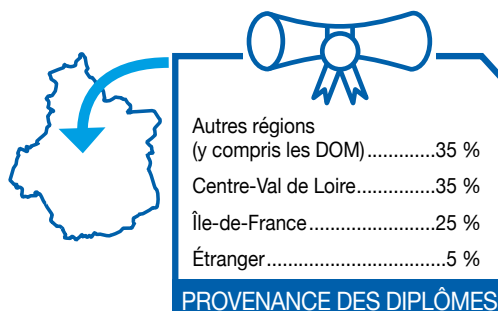 Autres régions
(y compris les DOM).............35 %
Centre-Val de Loire.............35 %
Île-de-France.....................25 %
Étranger....................................5 %
PROVENANCE DES DIPLÔMES